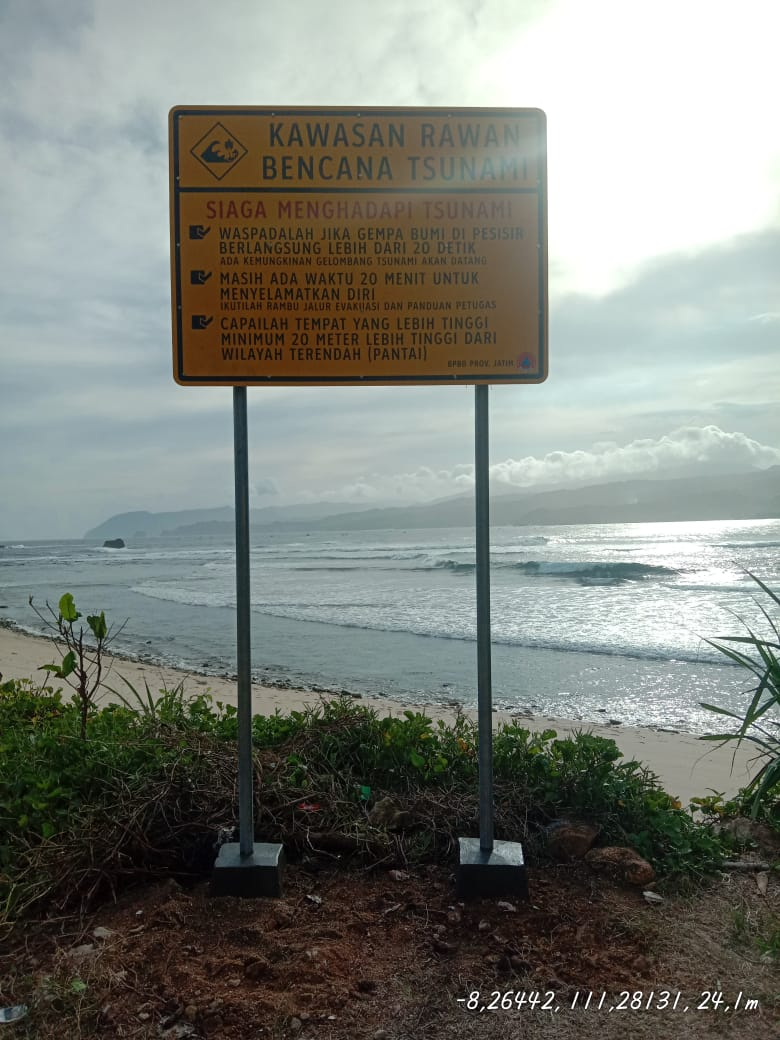 KAWASAN RAWAN
BENCANA TSUNAMI
SIAGA MENGHADAPI TSUNAMI
WASPADALAH JIKA GEMPA BUMI DI PESISIR
BERLANGSUNG LEBIH DARI 20 DETIK
ADA KEMUNGKINAN GELOMBANG TSUNAMI AKAN DATANG
MASIH ADA WAKTU 20 MENIT UNTUK
MENYELAMATKAN DIRI
IKUTILAH RAMBU JALUR EVAKUASI DAN PANDUAN PETUGAS
CAPAILAH TEMPAT YANG LEBIH TINGGI
MINIMUM 20 METER LEBIH TINGGI DARI
WILAYAH TERENDAH (PANTAI)
BPBD PROV. JATIM
-8,26442, 111,28131, 24,1m